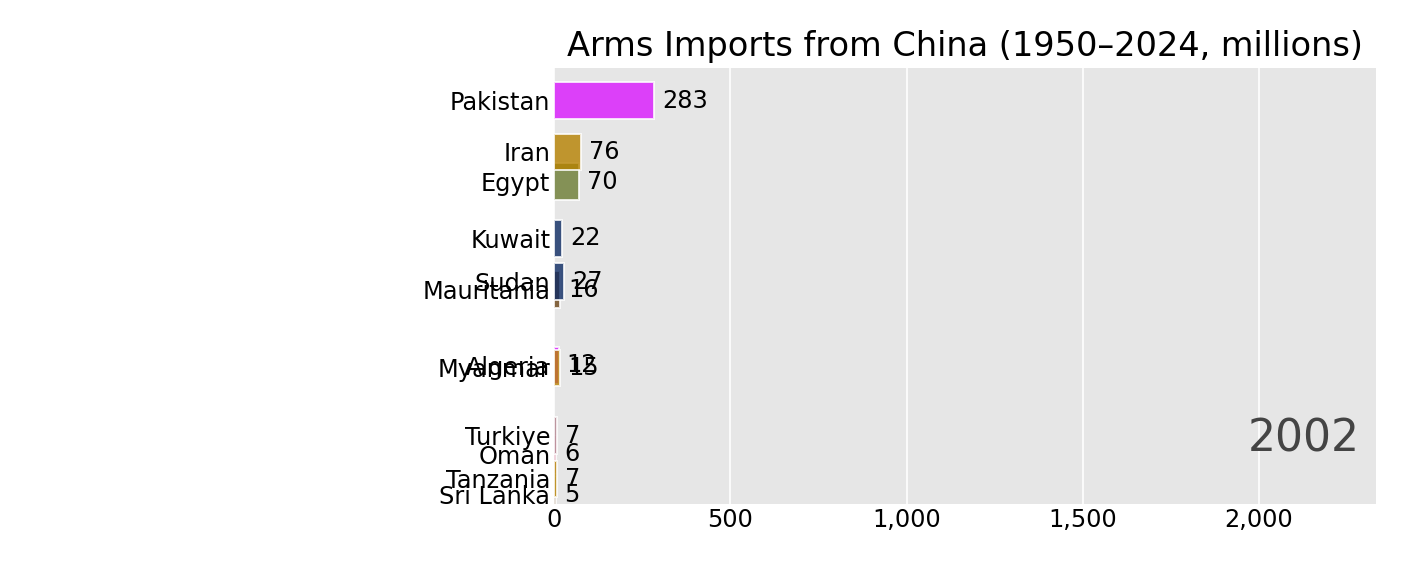 Arms Imports from China (1950–2024, millions)
Pakistan 283
Iran 76
Egypt 70
Kuwait 22
Sudan 27
Mauritania 16
Algeria 12
Myanmar 15
Turkiye 7
Oman 6
Tanzania 7
Sri Lanka 5
2002
0 500 1,000 1,500 2,000